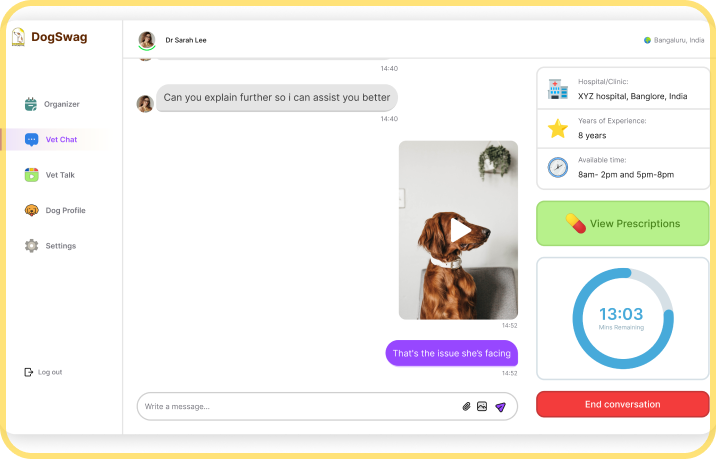 DogSwag
Dr Sarah Lee
Bangaluru, India
Organizer
Vet Chat
Vet Talk
Dog Profile
Settings
Log out
14:40
Can you explain further so i can assist you better
14:40
14:52
That's the issue she's facing
14:52
Write a message...
Hospital/Clinic:
XYZ hospital, Banglore, India
Years of Experience:
8 years
Available time:
8am- 2pm and 5pm-8pm
View Prescriptions
13:03
Mins Remaining
End conversation